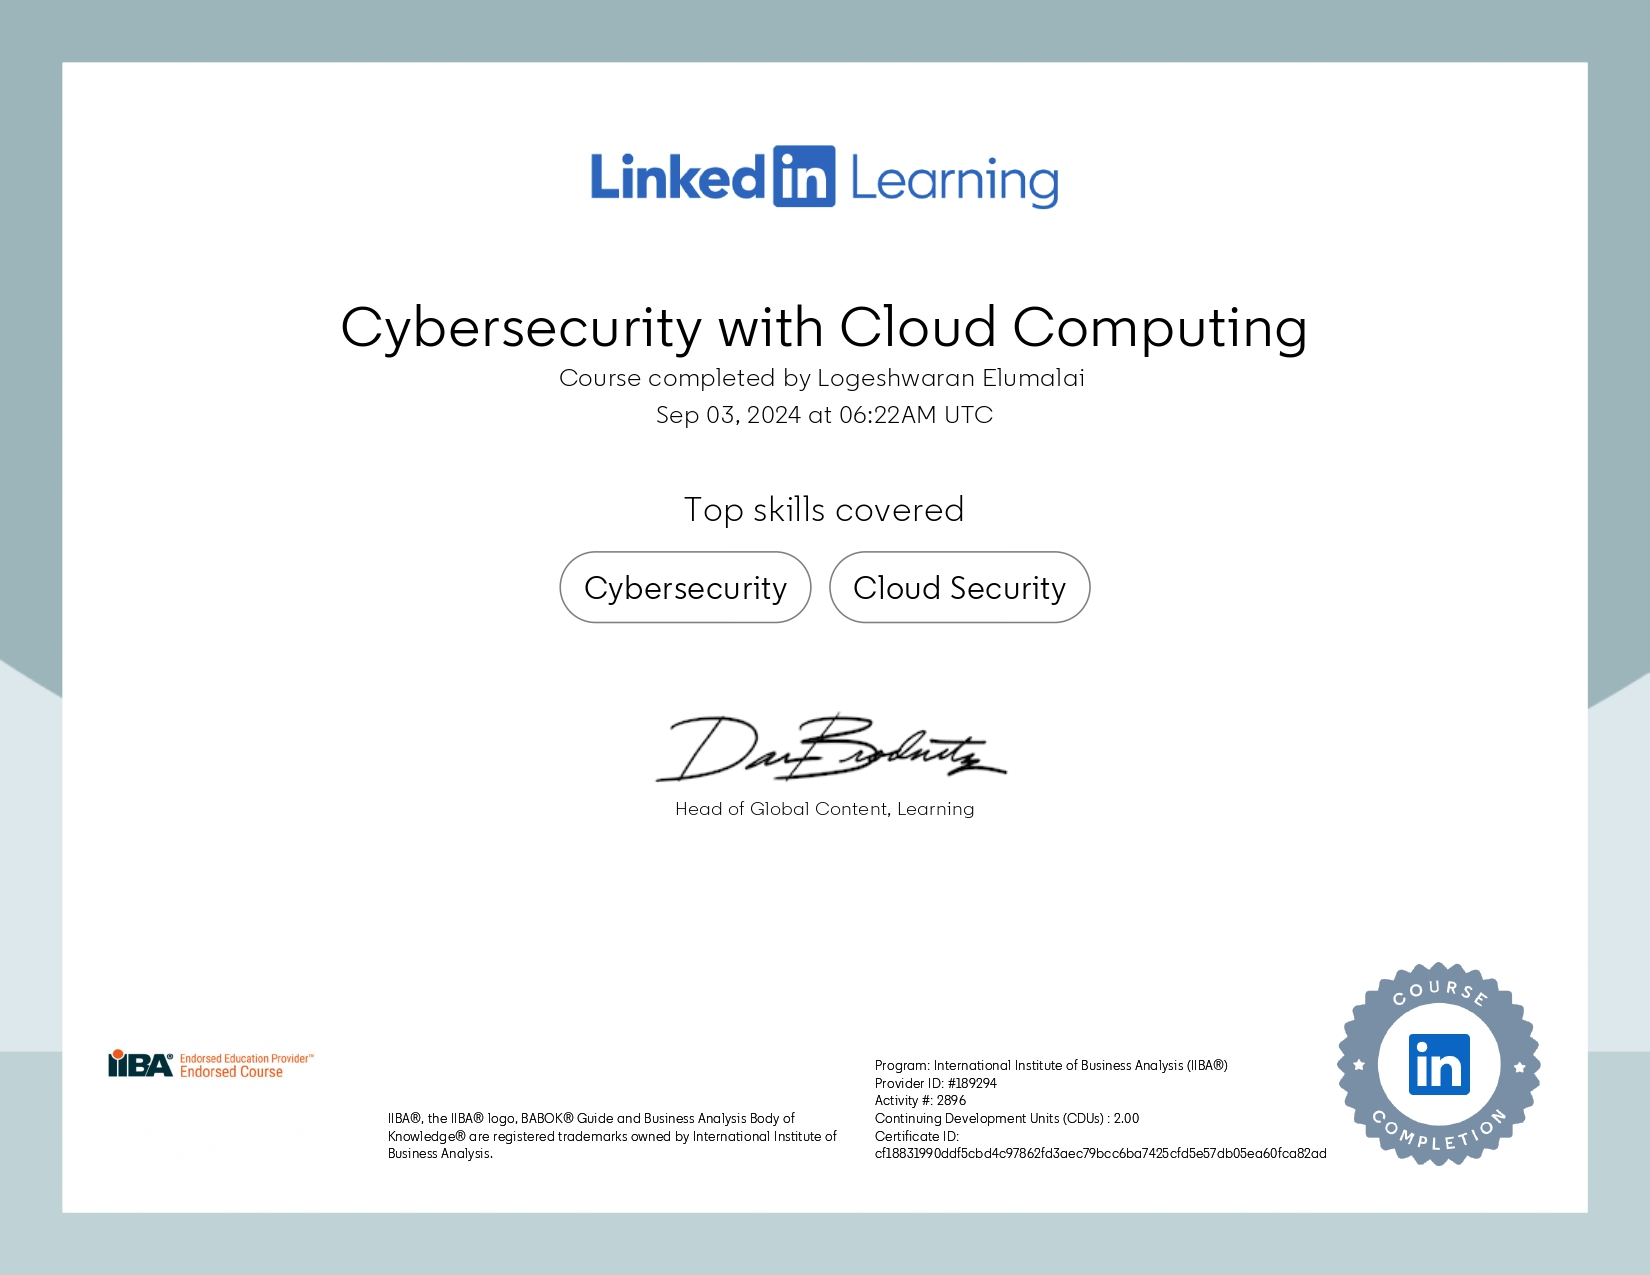 Linked in Learning
Cybersecurity with Cloud Computing
Course completed by Logeshwaran Elumalai
Sep 03, 2024 at 06:22AM UTC
Top skills covered
Cybersecurity
Cloud Security
Dan Brodnitz
Head of Global Content, Learning
IIBA® Endorsed Education Provider™
Endorsed Course
IIBA®, the IIBA® logo, BABOK® Guide and Business Analysis Body of
Knowledge® are registered trademarks owned by International Institute of
Business Analysis.
Program: International Institute of Business Analysis (IIBA®)
Provider ID: #189294
Activity #: 2896
Continuing Development Units (CDUs) : 2.00
Certificate ID:
cf18831990ddf5cbd4c97862fd3aec79bcc6ba7425cfd5e57db05ea60fca82ad
COURSE
in
COMPLETION